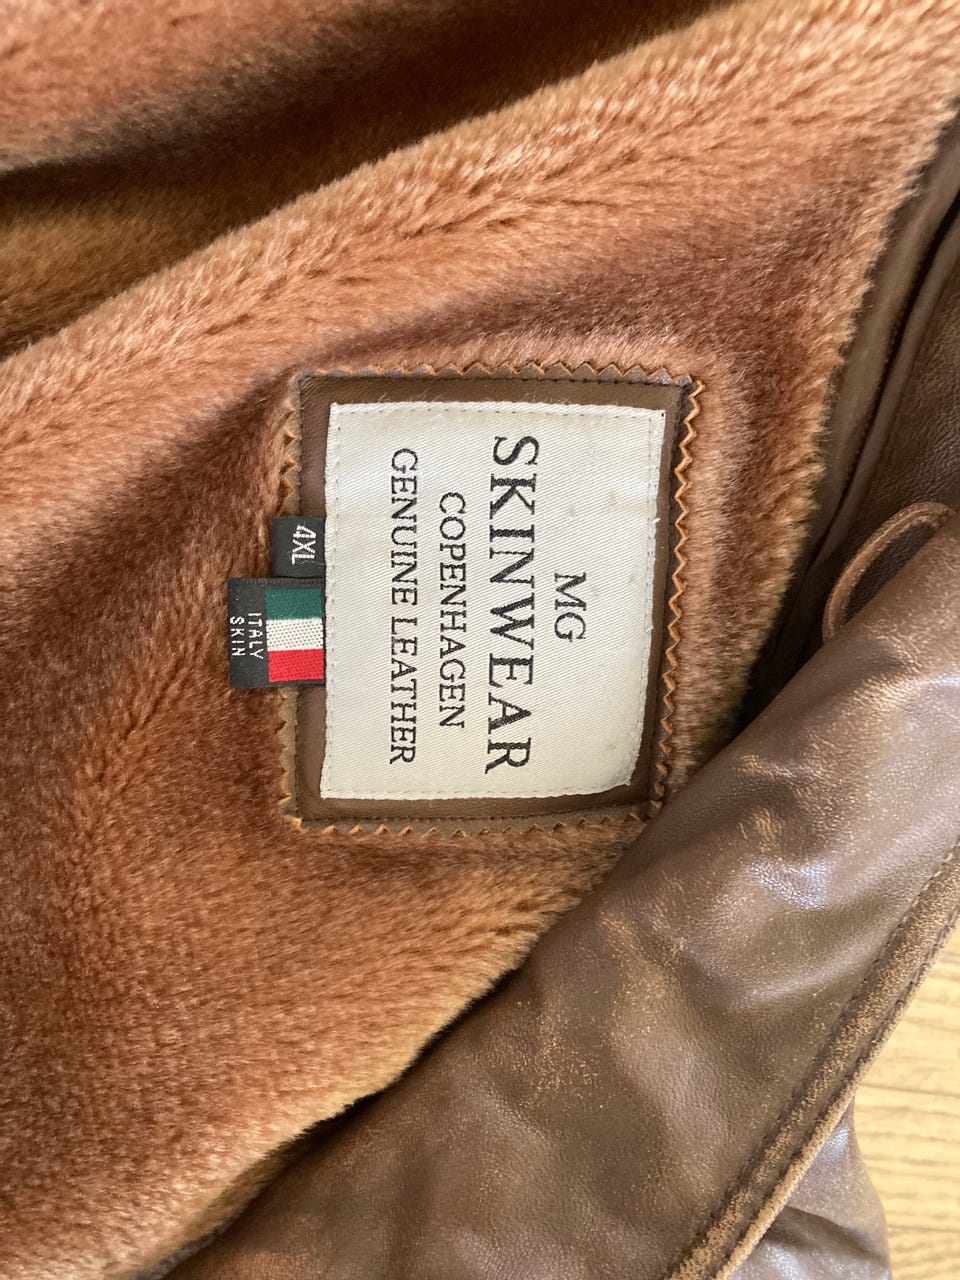 MG
SKINWEAR
COPENHAGEN
GENUINE LEATHER
4XL
ITALY
SKIN